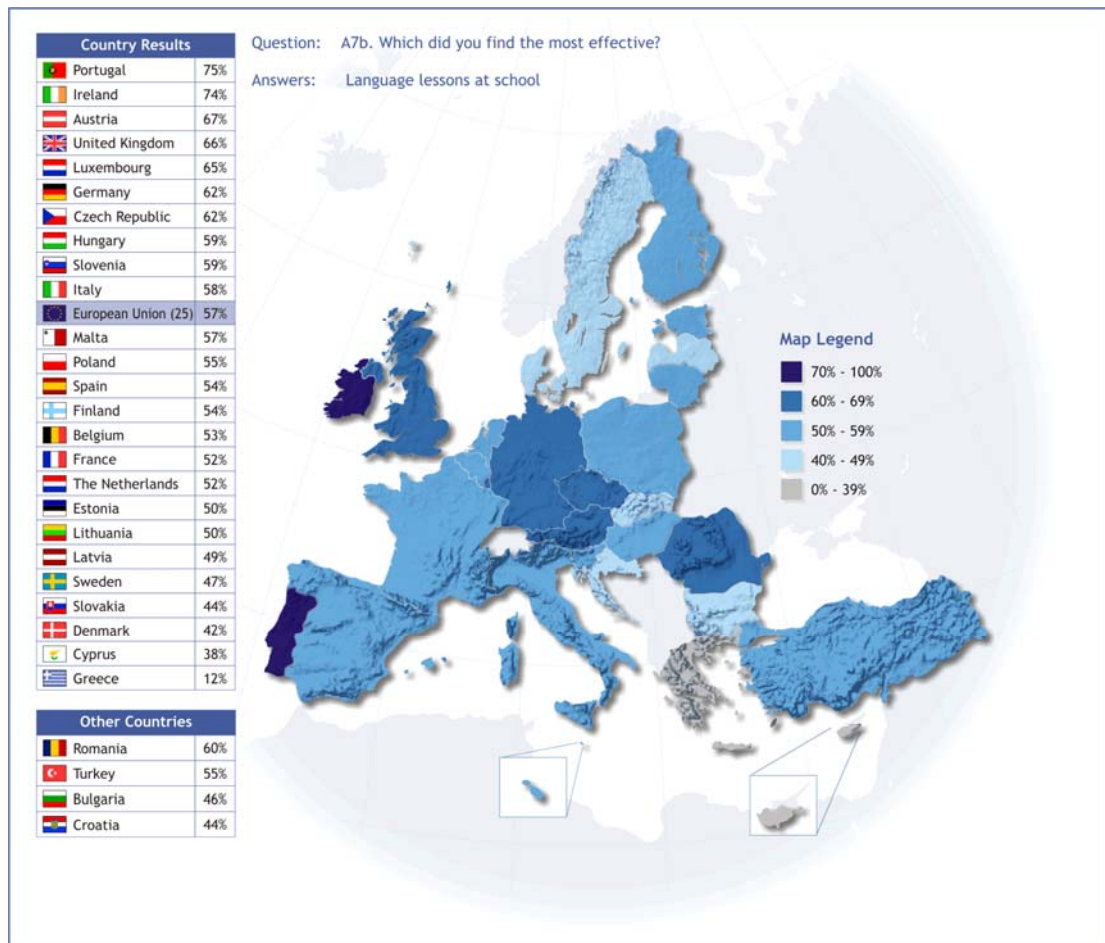 Country Results
Portugal 75%
Ireland 74%
Austria 67%
United Kingdom 66%
Luxembourg 65%
Germany 62%
Czech Republic 62%
Hungary 59%
Slovenia 59%
Italy 58%
European Union (25) 57%
Malta 57%
Poland 55%
Spain 54%
Finland 54%
Belgium 53%
France 52%
The Netherlands 52%
Estonia 50%
Lithuania 50%
Latvia 49%
Sweden 47%
Slovakia 44%
Denmark 42%
Cyprus 38%
Greece 12%
Other Countries
Romania 60%
Turkey 55%
Bulgaria 46%
Croatia 44%
Question: A7b. Which did you find the most effective?
Answers: Language lessons at school
Map Legend
70% - 100%
60% - 69%
50% - 59%
40% - 49%
0% - 39%